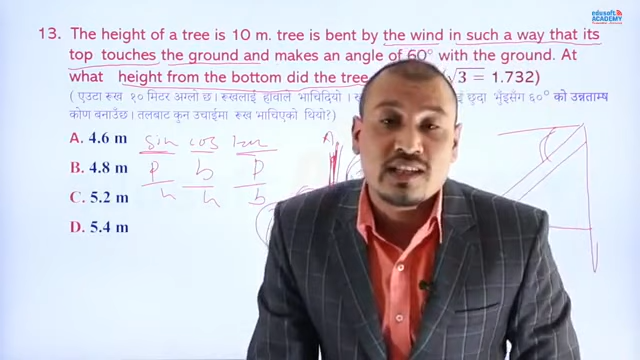 edusoft
ACADEMY
13. The height of a tree is 10 m. tree is bent by the wind in such a way that its
top touches the ground and makes an angle of 60° with the ground. At
what height from the bottom did the tree √3 = 1.732)
( एउटा रूख १० मिटर अग्लो छ। रूखलाई हावाले भाचिदियो । छुदा भुइँसँग ६०° को उन्नताम्ष
कोण बनाउँछ। तलबाट कुन उचाईमा रूख भाचिएको थियो?)
A. 4.6 m sin cos tan A
B. 4.8 m p b p
C. 5.2 m h h b
D. 5.4 m